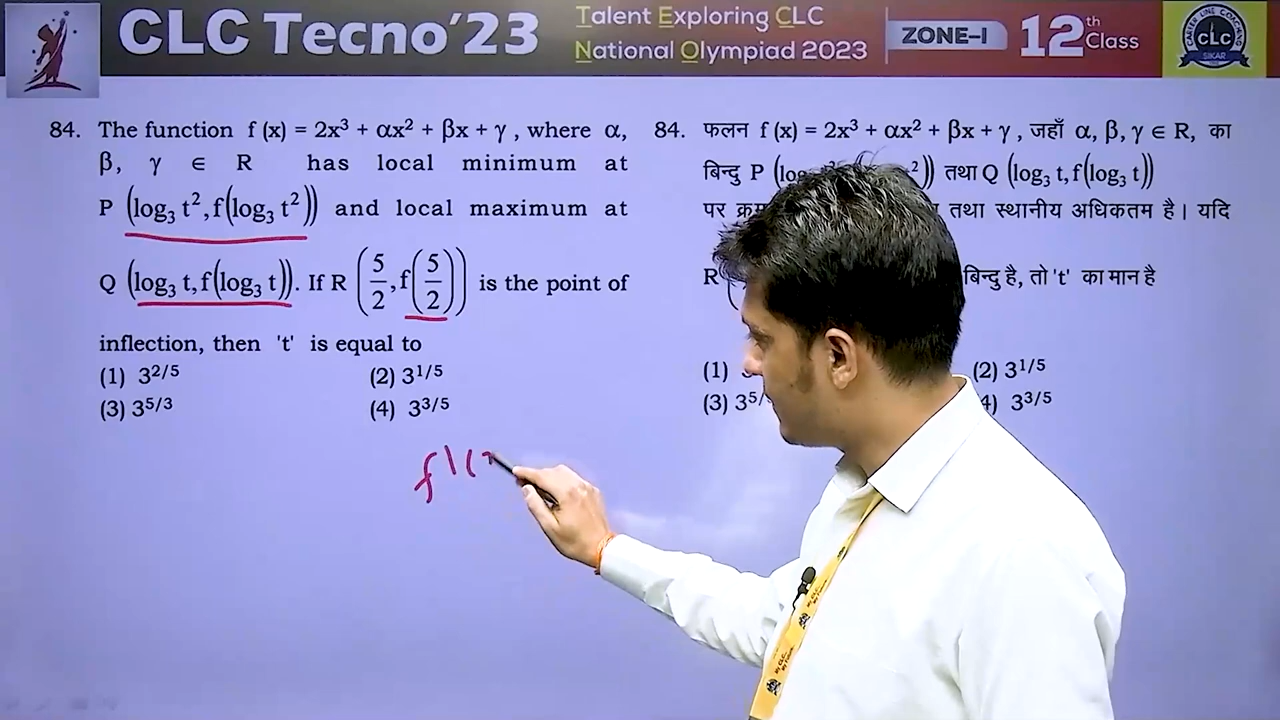 CLC Tecno'23
Talent Exploring CLC
National Olympiad 2023
ZONE-I
12th Class
CLC
SIKAR
84. The function f (x) = 2x³ + αx² + βx + γ , where α,
β, γ ∈ R has local minimum at
P (log₃ t², f(log₃ t²)) and local maximum at
Q (log₃ t, f(log₃ t)). If R (5/2, f(5/2)) is the point of
inflection, then 't' is equal to
(1) 3^2/5 (2) 3^1/5
(3) 3^5/3 (4) 3^3/5
84. फलन f (x) = 2x³ + αx² + βx + γ , जहाँ α, β, γ ∈ R, का
बिन्दु P तथा Q (log₃ t, f(log₃ t))
पर तथा स्थानीय अधिकतम है। यदि
R बिन्दु है, तो 't' का मान है
(1) (2) 3^1/5
(3) 4) 3^3/5
f'(